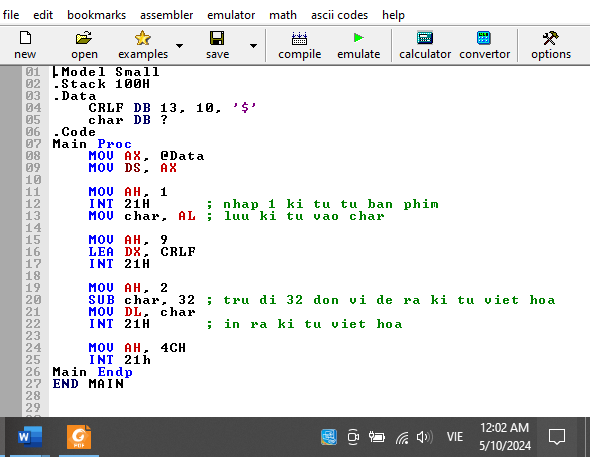 file edit bookmarks assembler emulator math ascii codes help
new open examples save compile emulate calculator convertor options
01 .Model Small
02 .Stack 100H
03 .Data
04 CRLF DB 13, 10, '$'
05 char DB ?
06 .Code
07 Main Proc
08 MOV AX, @Data
09 MOV DS, AX
10
11 MOV AH, 1
12 INT 21H ; nhap 1 ki tu tu ban phim
13 MOV char, AL ; luu ki tu vao char
14
15 MOV AH, 9
16 LEA DX, CRLF
17 INT 21H
18
19 MOV AH, 2
20 SUB char, 32 ; tru di 32 don vi de ra ki tu viet hoa
21 MOV DL, char
22 INT 21H ; in ra ki tu viet hoa
23
24 MOV AH, 4CH
25 INT 21h
26 Main Endp
27 END MAIN
28
29
W PDF VIE 12:02 AM
5/10/2024